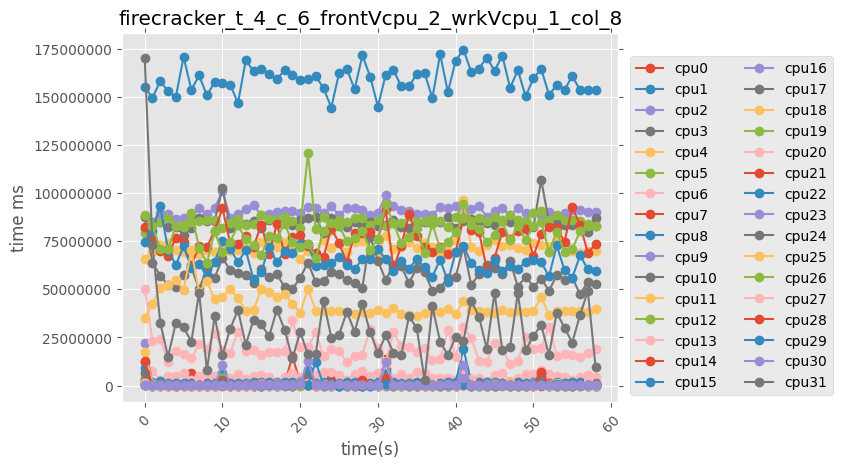 firecracker_t_4_c_6_frontVcpu_2_wrkVcpu_1_col_8
time ms
175000000
150000000
125000000
100000000
75000000
50000000
25000000
0
0
10
20
30
40
50
60
time(s)
cpu0
cpu1
cpu2
cpu3
cpu4
cpu5
cpu6
cpu7
cpu8
cpu9
cpu10
cpu11
cpu12
cpu13
cpu14
cpu15
cpu16
cpu17
cpu18
cpu19
cpu20
cpu21
cpu22
cpu23
cpu24
cpu25
cpu26
cpu27
cpu28
cpu29
cpu30
cpu31